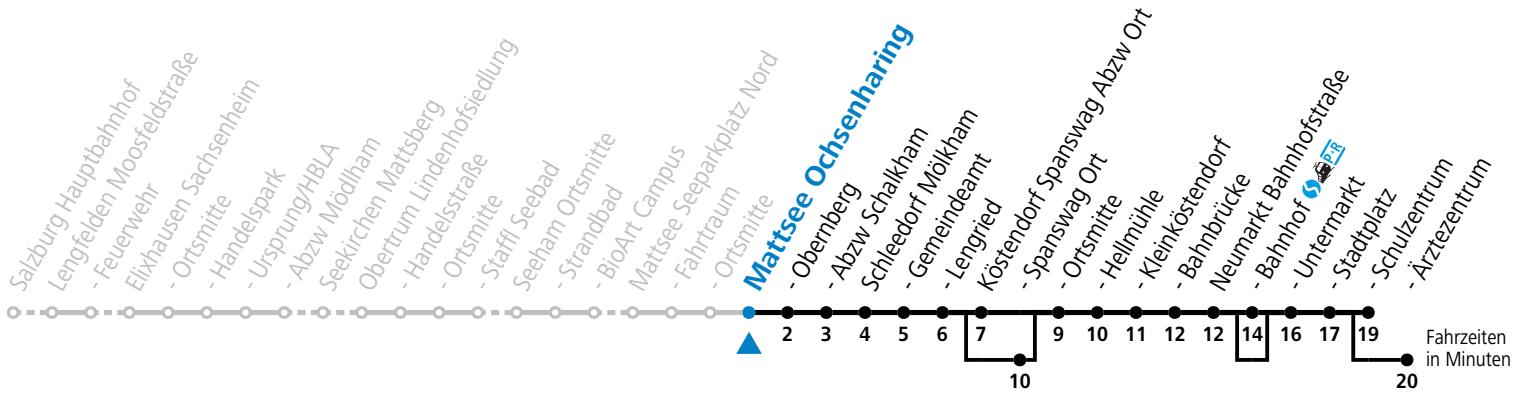 Salzburg Hauptbahnhof
Lengfelden Moosfeldstraße
- Feuerwehr
Elixhausen Sachsenheim
- Ortsmitte
- Handelspark
- Ursprung/HBLA
- Abzw Mödlham
Seekirchen Mattsberg
Obertrum Lindenhofsiedlung
- Handelsstraße
- Ortsmitte
- Staffl Seebad
Seeham Ortsmitte
- Strandbad
- BioArt Campus
Mattsee Seeparkplatz Nord
- Fahrtraum
- Ortsmitte
Mattsee Ochsenharing
- Obernberg
- Abzw Schalkham
Schleedorf Mölkham
- Gemeindeamt
- Lengried
Köstendorf Spanswag Abzw Ort
- Spanswag Ort
- Ortsmitte
- Hellmühle
- Kleinköstendorf
- Bahnbrücke
Neumarkt Bahnhofstraße
- Bahnhof P+R
- Untermarkt
- Stadtplatz
- Schulzentrum
- Ärztezentrum
2 3 4 5 6 7 9 10 11 12 12 14 16 17 19
10 20
Fahrzeiten
in Minuten